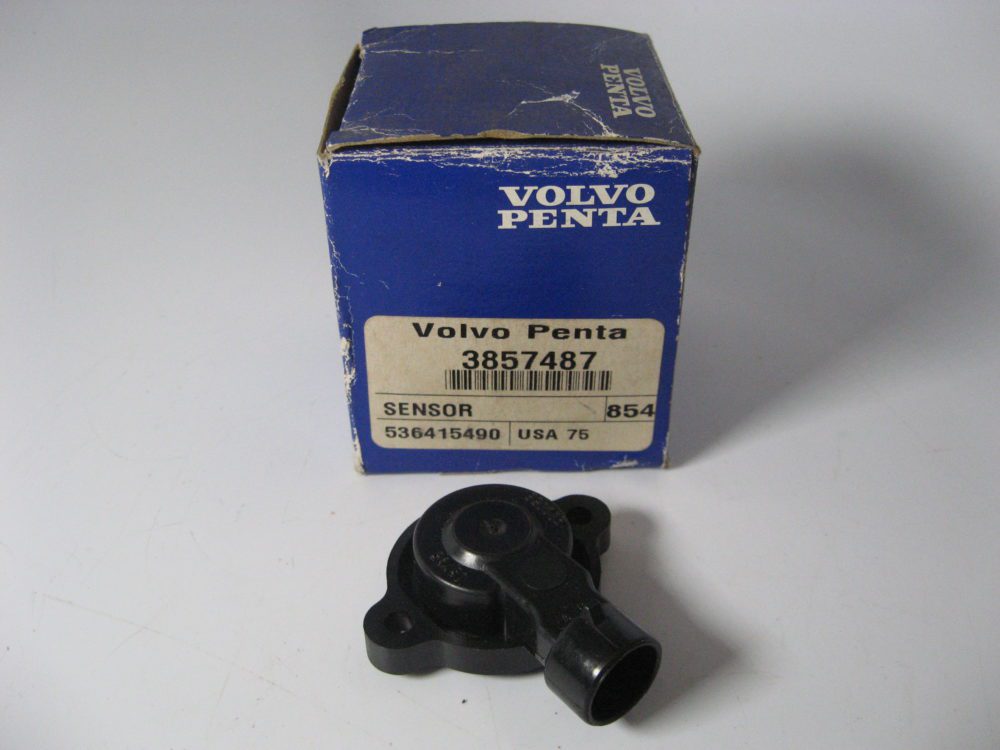 VOLVO
PENTA
VOLVO
PENTA
Volvo Penta
3857487
SENSOR 854
536415490 USA 75